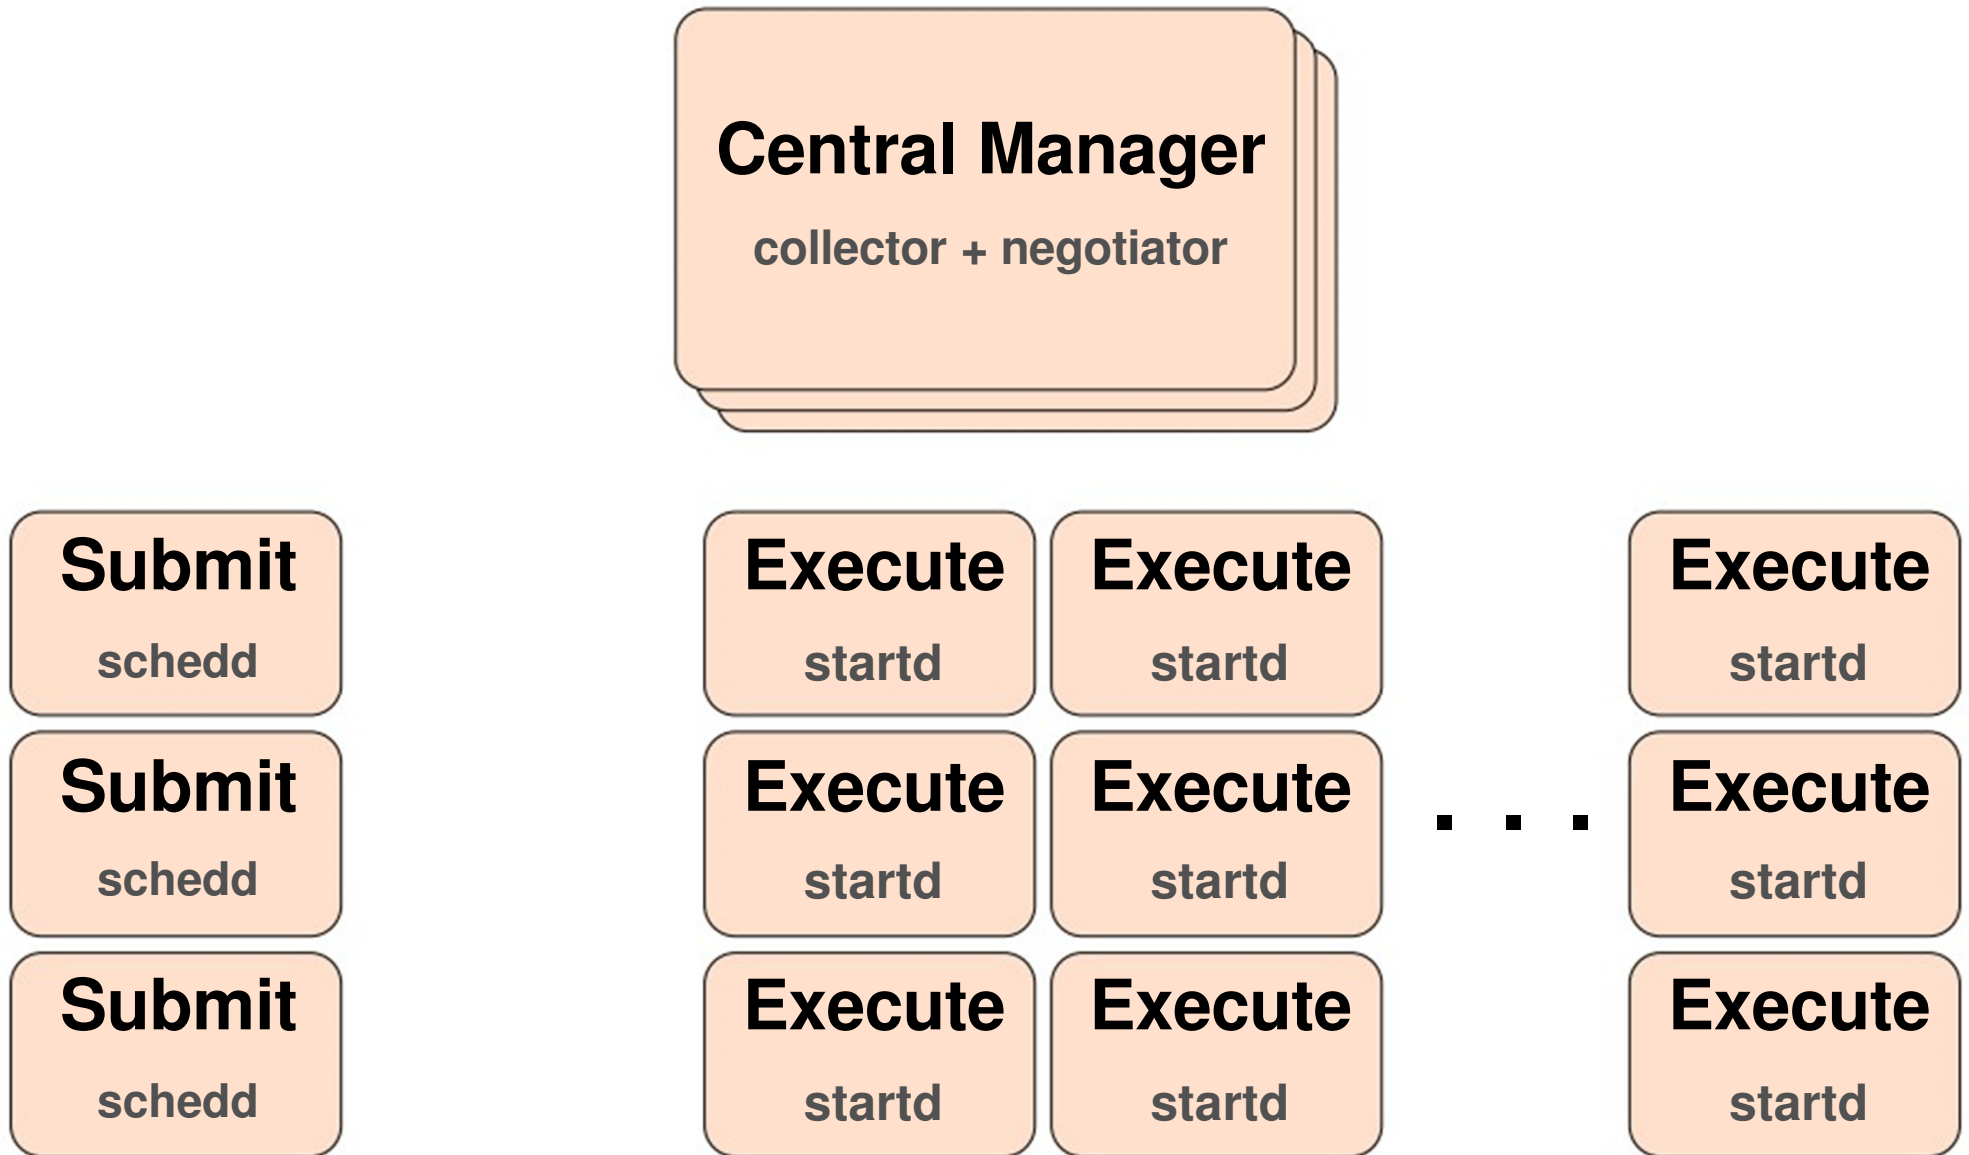 Central Manager
collector + negotiator
Submit
schedd
Execute
startd
Execute
startd
Execute
startd
Submit
schedd
Execute
startd
Execute
startd
. . .
Execute
startd
Submit
schedd
Execute
startd
Execute
startd
Execute
startd